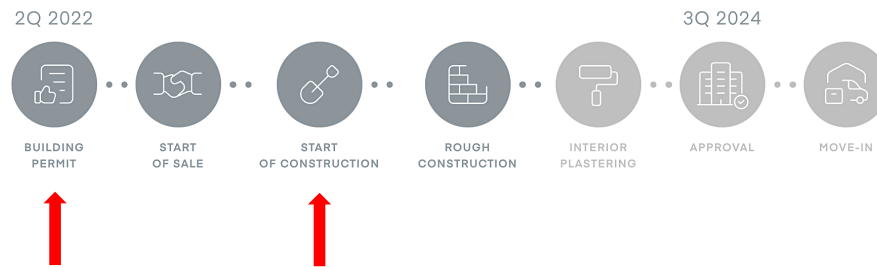 2Q 2022
3Q 2024
BUILDING
PERMIT
START
OF SALE
START
OF CONSTRUCTION
ROUGH
CONSTRUCTION
INTERIOR
PLASTERING
APPROVAL
MOVE-IN